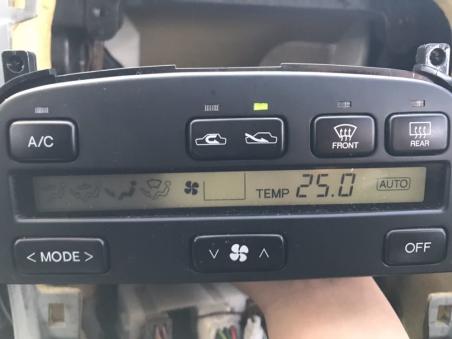 A/C
FRONT
REAR
TEMP 25.0 AUTO
< MODE >
OFF